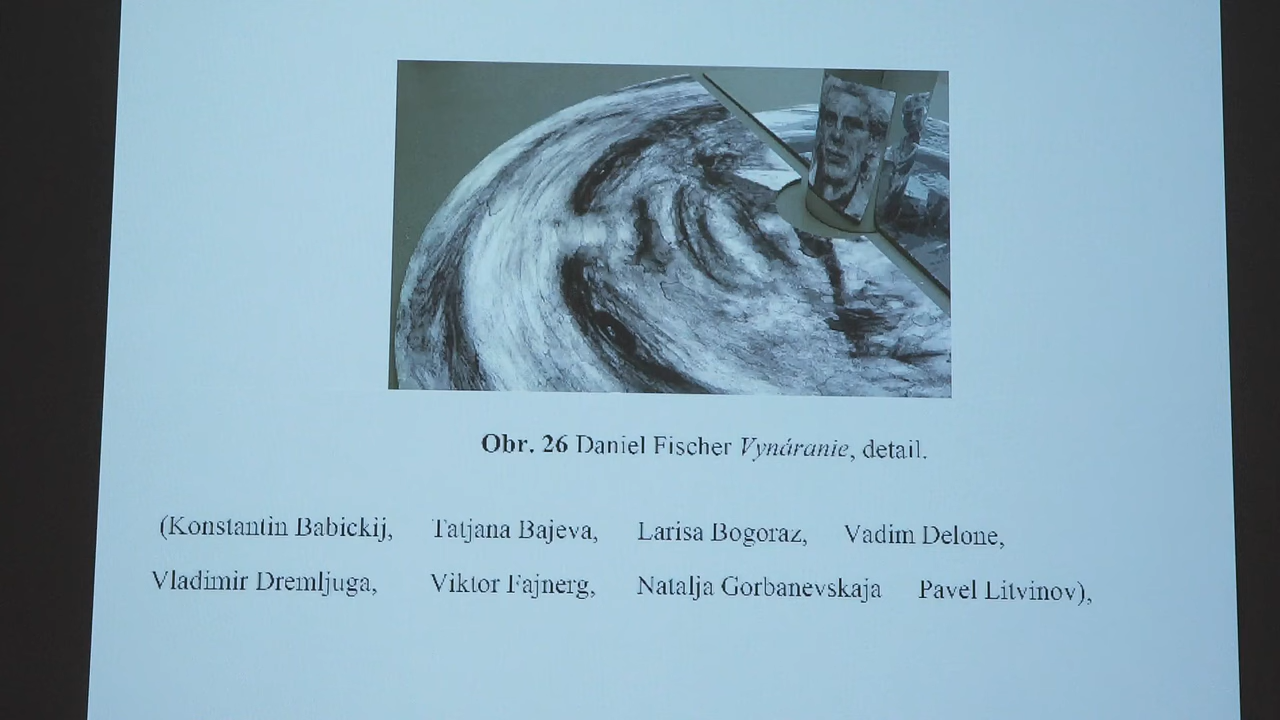 Obr. 26 Daniel Fischer Vynáranie, detail.
(Konstantin Babickij, Tatjana Bajeva, Larisa Bogoraz, Vadim Delone,
Vladimir Dremljuga, Viktor Fajnerg, Natalja Gorbanevskaja Pavel Litvinov),